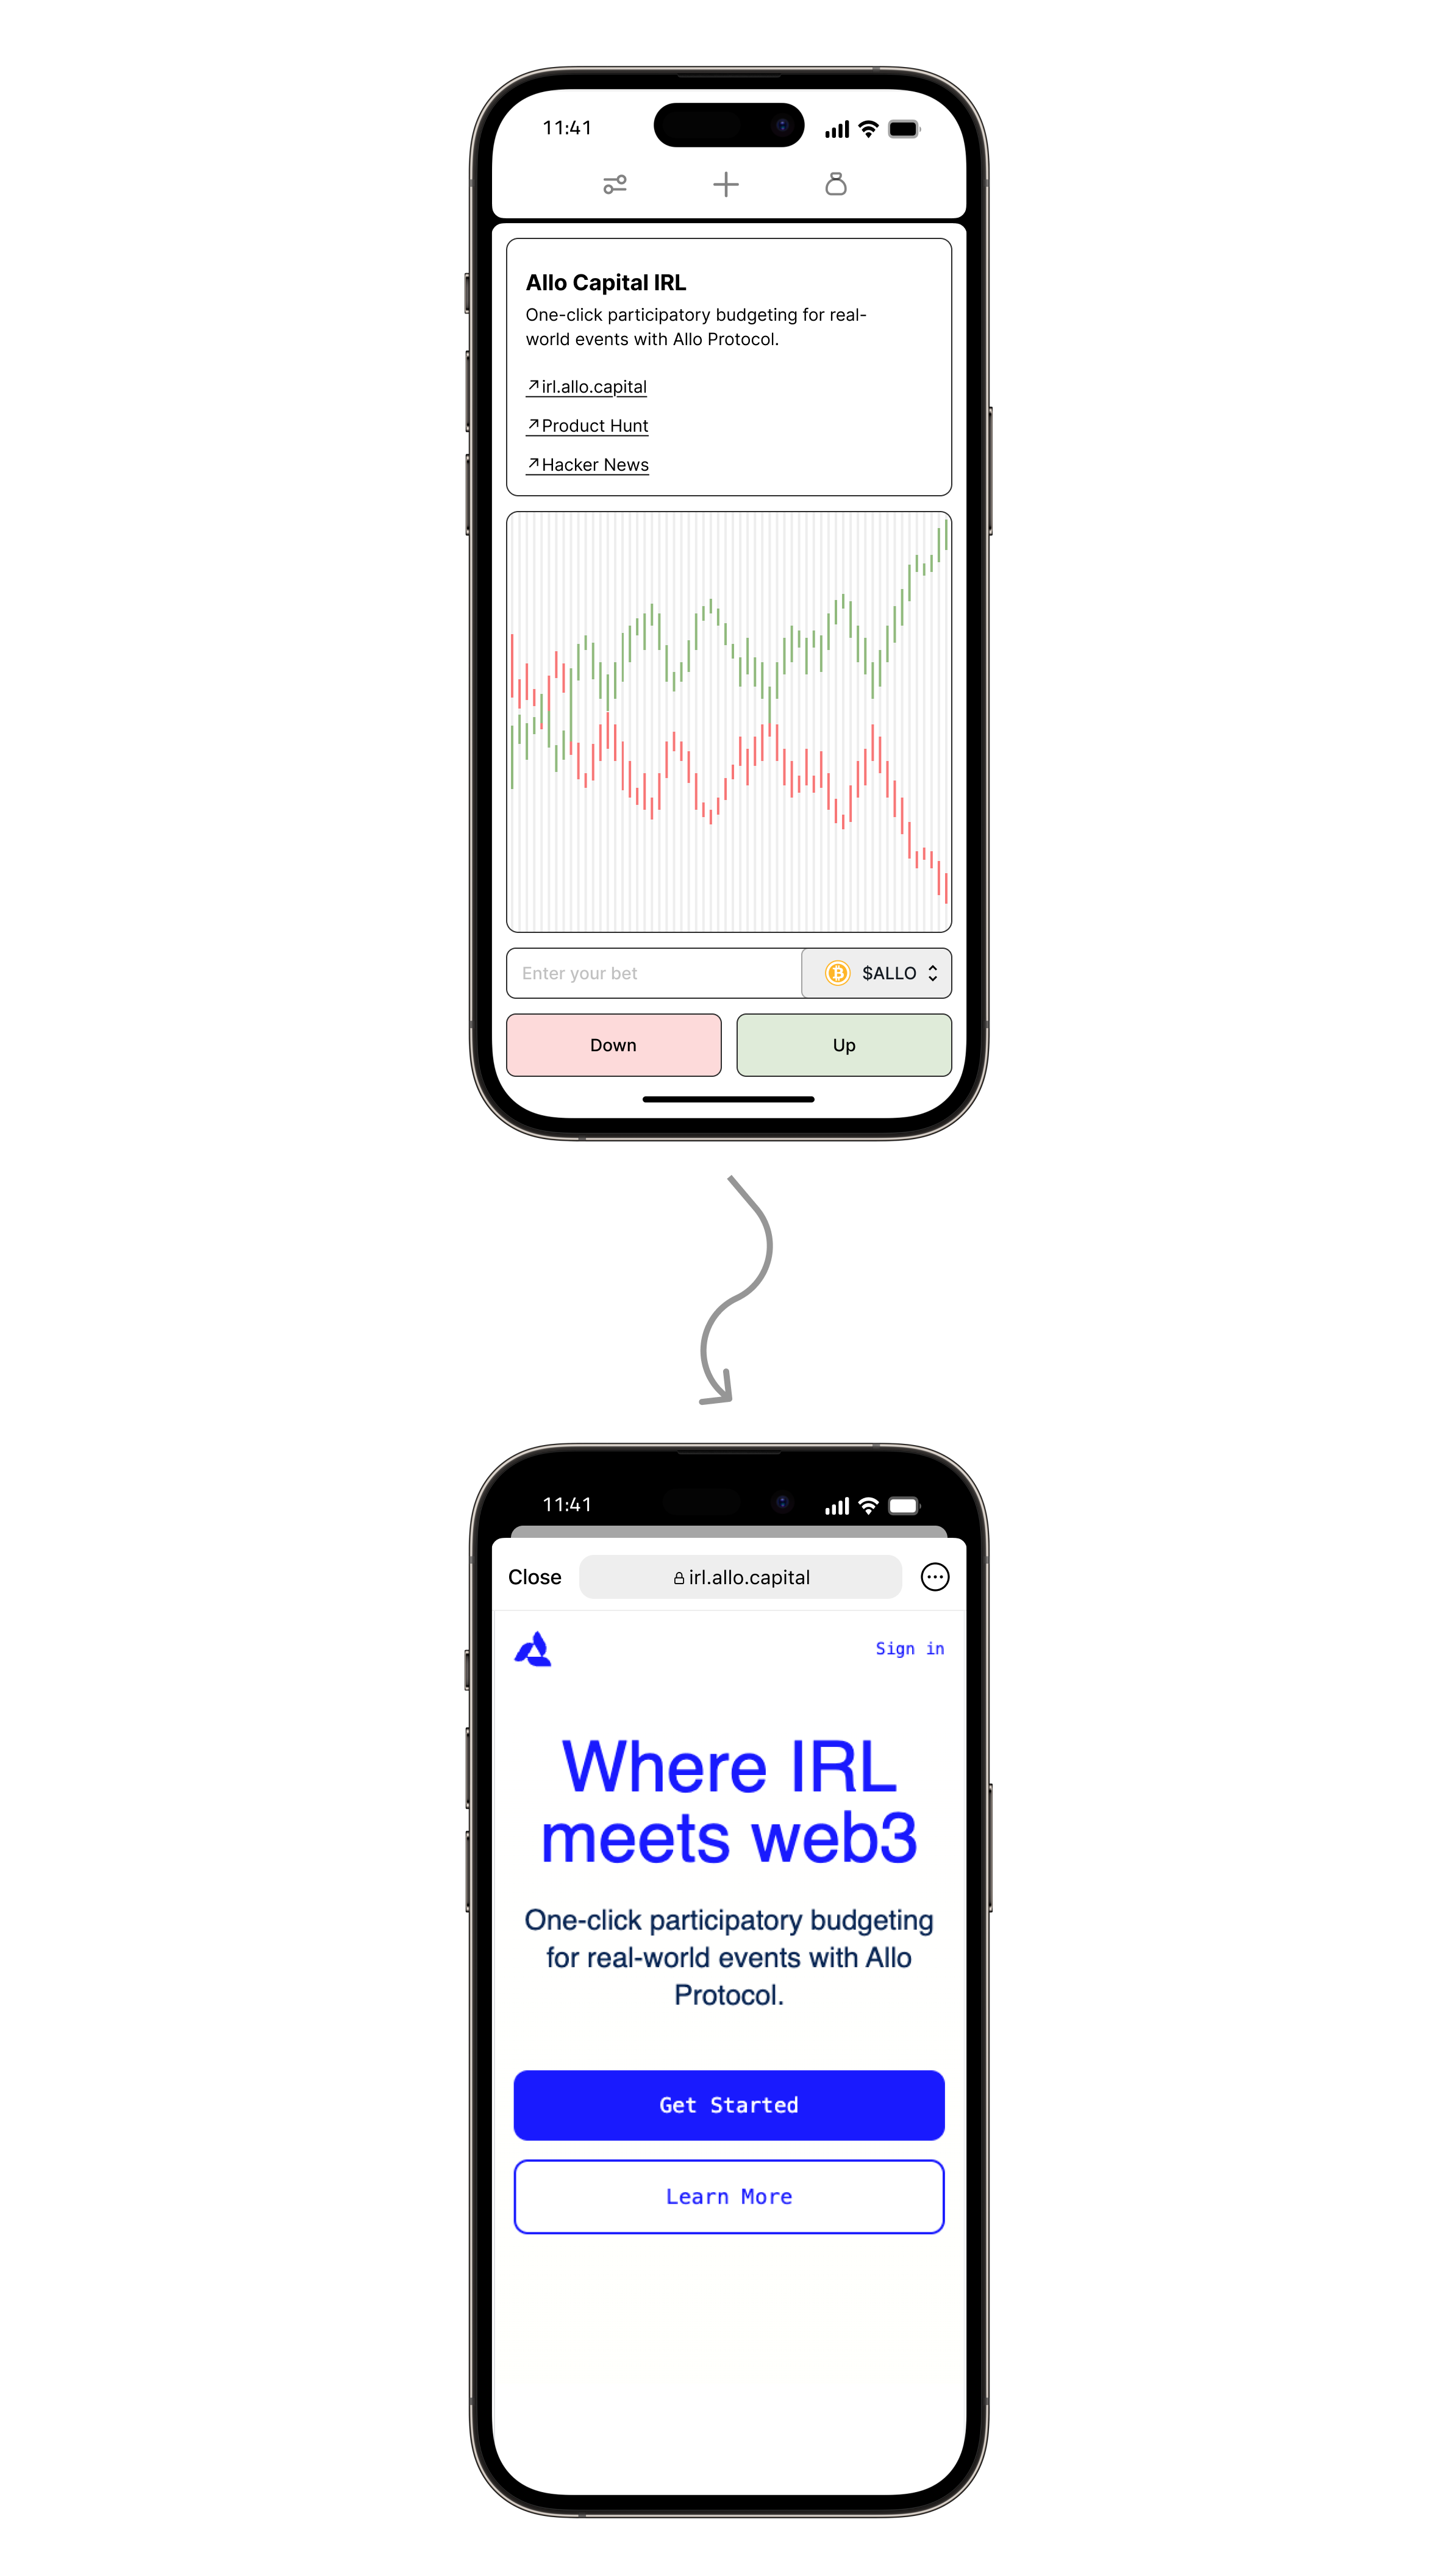 11:41
Allo Capital IRL
One-click participatory budgeting for real-
world events with Allo Protocol.
↗irl.allo.capital
↗Product Hunt
↗Hacker News
Enter your bet
$ALLO
Down
Up
11:41
Close
irl.allo.capital
Sign in
Where IRL
meets web3
One-click participatory budgeting
for real-world events with Allo
Protocol.
Get Started
Learn More